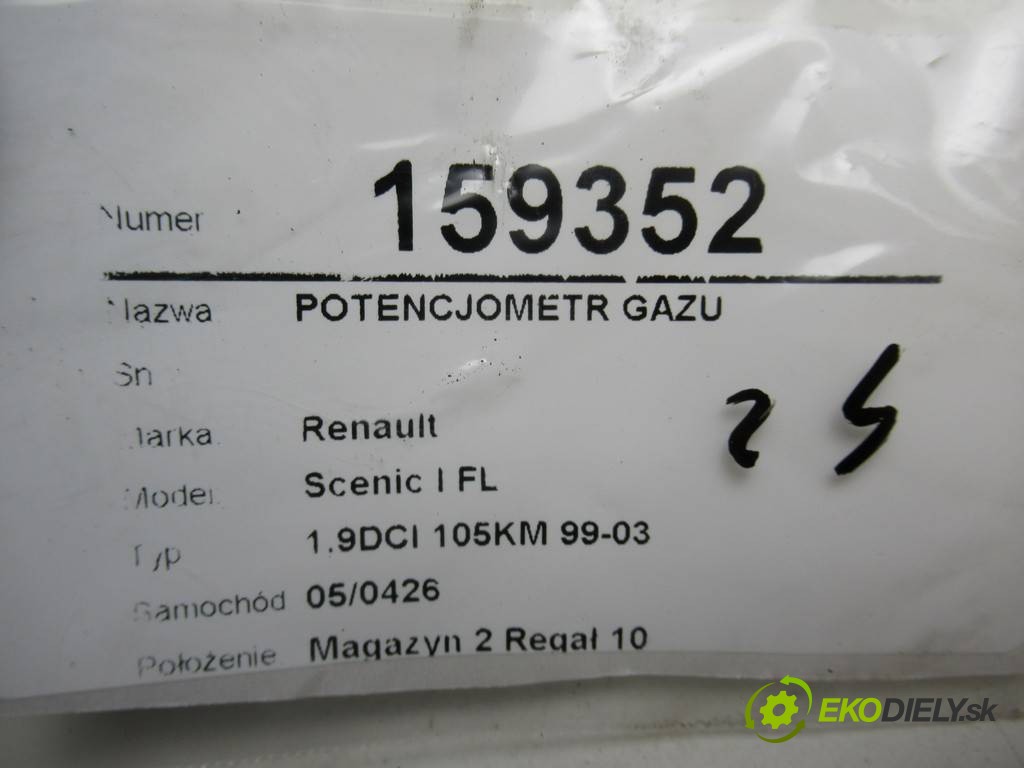 Numer 159352
Nazwa POTENCJOMETR GAZU
Sn
Marka Renault
Model Scenic I FL
Typ 1.9DCI 105KM 99-03
Samochód 05/0426
Położenie Magazyn 2 Regał 10
EKODIELY.sk